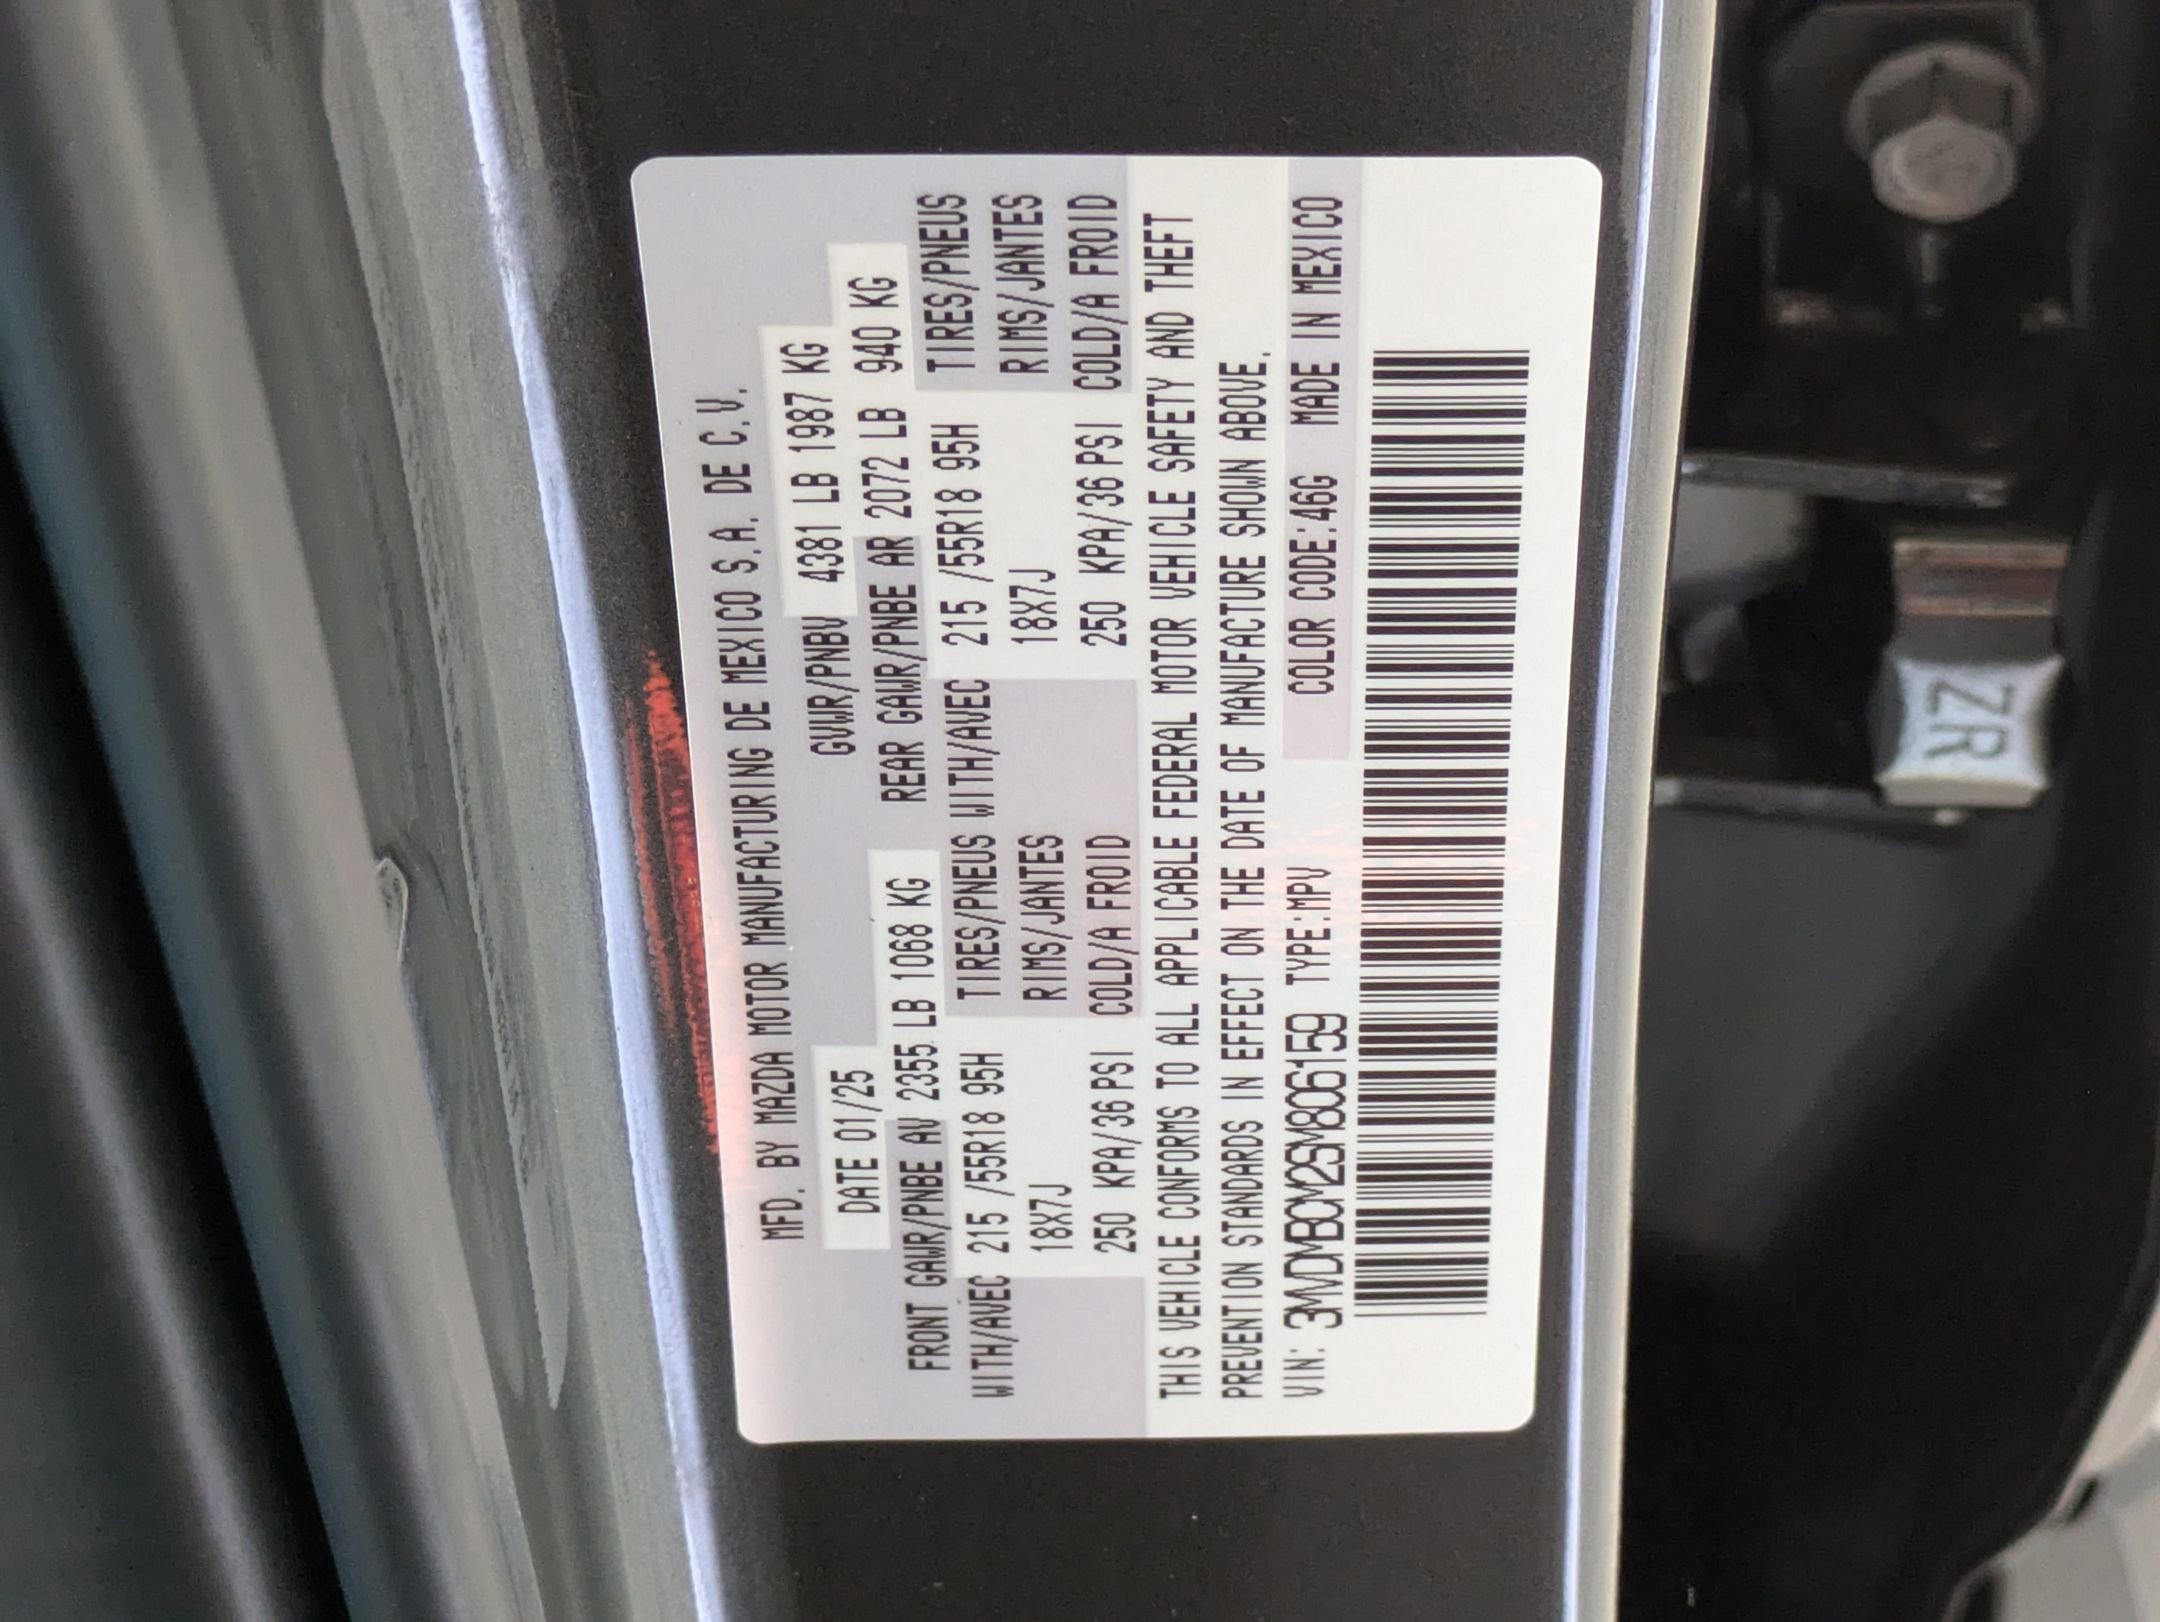 MFD. BY MAZDA MOTOR MANUFACTURING DE MEXICO S.A. DE C.V.
DATE 01/25 GVWR/PNBV 4381 LB 1987 KG
FRONT GAWR/PNBE AV 2355 LB 1068 KG REAR GAWR/PNBE AR 2072 LB 940 KG
WITH/AVEC 215 /55R18 95H TIRES/PNEUS WITH/AVEC 215 /55R18 95H TIRES/PNEUS
18X7J RIMS/JANTES 18X7J RIMS/JANTES
250 KPA/36 PSI COLD/A FROID 250 KPA/36 PSI COLD/A FROID
THIS VEHICLE CONFORMS TO ALL APPLICABLE FEDERAL MOTOR VEHICLE SAFETY AND THEFT
PREVENTION STANDARDS IN EFFECT ON THE DATE OF MANUFACTURE SHOWN ABOVE.
VIN: 3MVDMBCM2SM806159 TYPE:MPV COLOR CODE:46G MADE IN MEXICO
ZR